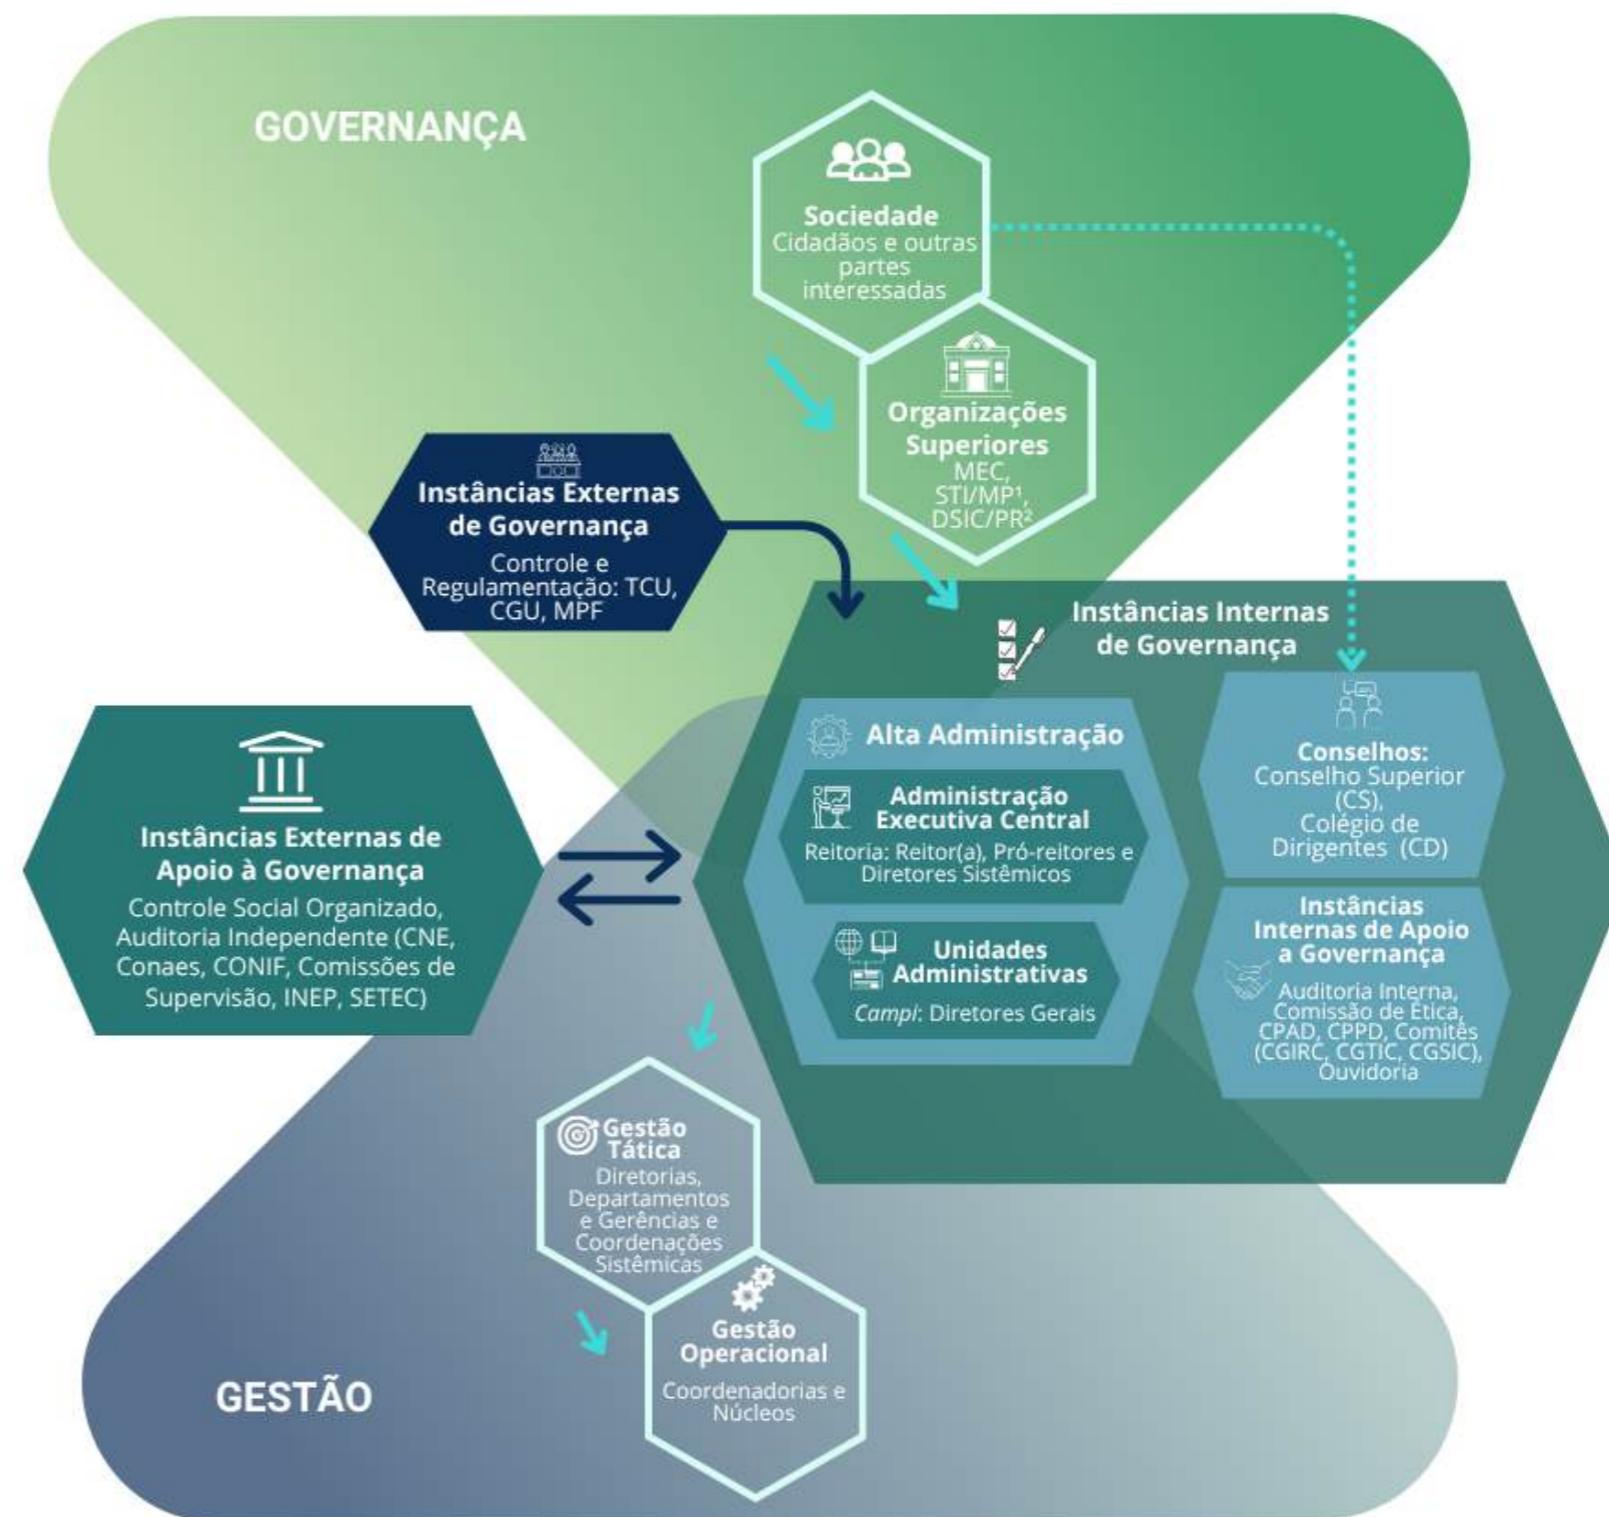 GOVERNANÇA
Sociedade
Cidadãos e outras
partes
interessadas
Organizações
Superiores
MEC,
STI/MP¹,
DSIC/PR²
Instâncias Externas
de Governança
Controle e
Regulamentação: TCU,
CGU, MPF
Instâncias Internas
de Governança
Alta Administração
Administração
Executiva Central
Reitoria: Reitor(a), Pró-reitores e
Diretores Sistêmicos
Unidades
Administrativas
Campi: Diretores Gerais
Conselhos:
Conselho Superior
(CS),
Colégio de
Dirigentes (CD)
Instâncias
Internas de Apoio
a Governança
Auditoria Interna,
Comissão de Ética,
CPAD, CPPD, Comitês
(CGIRC, CGTIC, CGSIC),
Ouvidoria
Instâncias Externas de
Apoio à Governança
Controle Social Organizado,
Auditoria Independente (CNE,
Conaes, CONIF, Comissões de
Supervisão, INEP, SETEC)
Gestão
Tática
Diretorias,
Departamentos
e Gerências e
Coordenações
Sistêmicas
Gestão
Operacional
Coordenadorias e
Núcleos
GESTÃO